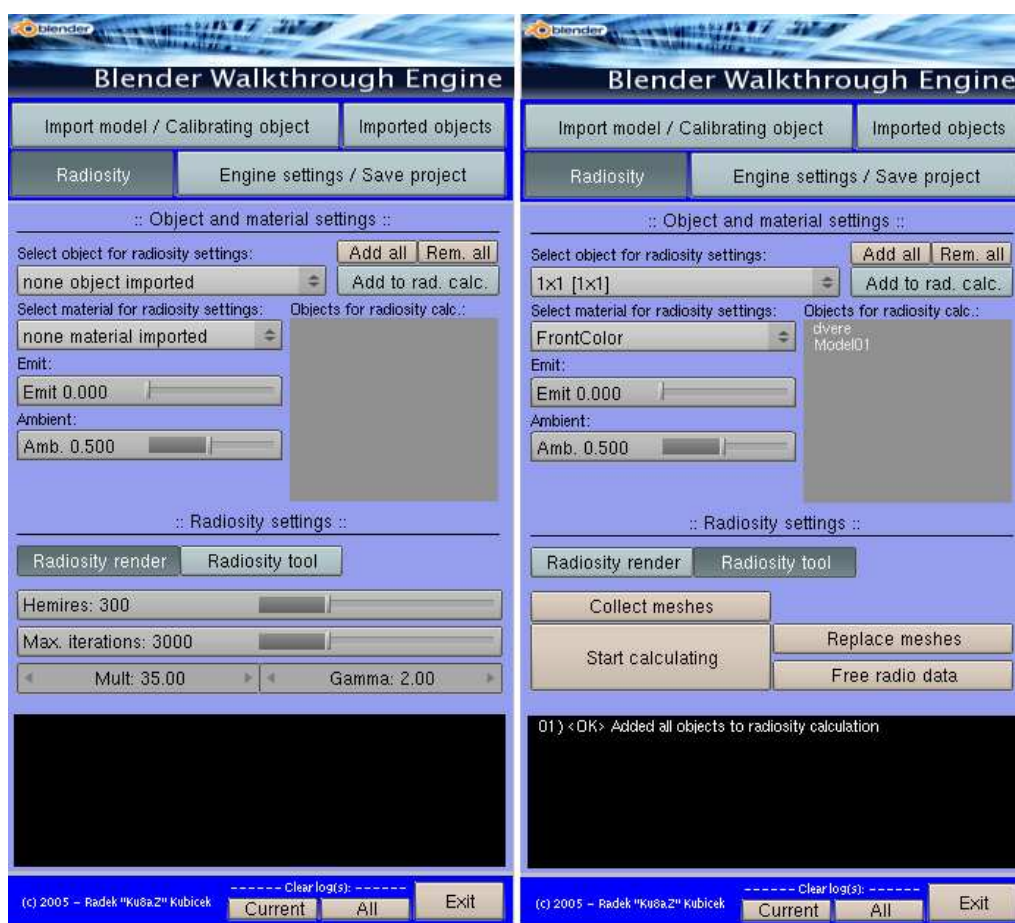 blender
Blender Walkthrough Engine
Import model / Calibrating object
Imported objects
Radiosity
Engine settings / Save project
:: Object and material settings ::
Select object for radiosity settings:
Add all
Rem. all
none object imported
Add to rad. calc.
Select material for radiosity settings:
Objects for radiosity calc.:
none material imported
Emit:
Emit 0.000
Ambient:
Amb. 0.500
:: Radiosity settings ::
Radiosity render
Radiosity tool
Hemires: 300
Max. iterations: 3000
Mult: 35.00
Gamma: 2.00
(c) 2005 - Radek "Ku8a.Z" Kubicek
------ Clear log(s): ------
Current
All
Exit
blender
Blender Walkthrough Engine
Import model / Calibrating object
Imported objects
Radiosity
Engine settings / Save project
:: Object and material settings ::
Select object for radiosity settings:
Add all
Rem. all
1x1 [1x1]
Add to rad. calc.
Select material for radiosity settings:
Objects for radiosity calc.:
FrontColor
dvere
Model01
Emit:
Emit 0.000
Ambient:
Amb. 0.500
:: Radiosity settings ::
Radiosity render
Radiosity tool
Collect meshes
Start calculating
Replace meshes
Free radio data
01) <OK> Added all objects to radiosity calculation
(c) 2005 - Radek "Ku8a.Z" Kubicek
------ Clear log(s): ------
Current
All
Exit